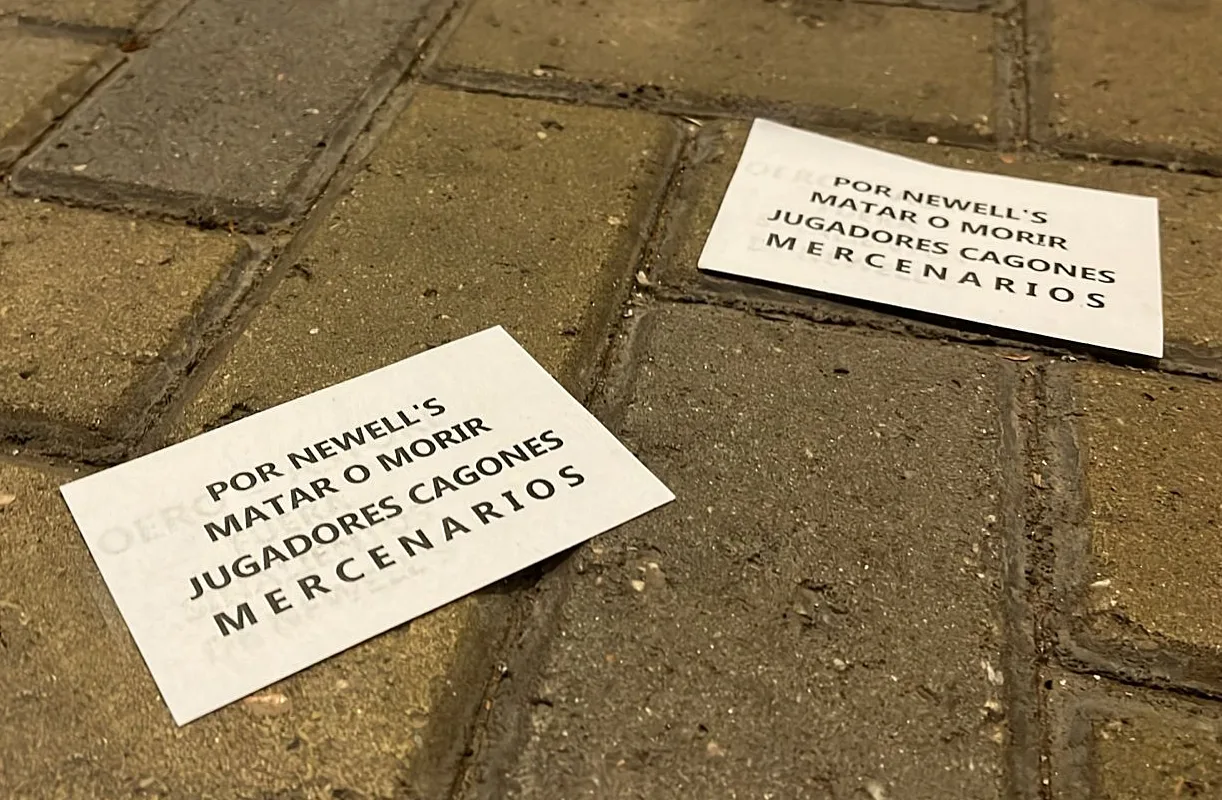 POR NEWELL'S
MATAR O MORIR
JUGADORES CAGONES
MERCENARIOS
POR NEWELL'S
MATAR O MORIR
JUGADORES CAGONES
MERCENARIOS